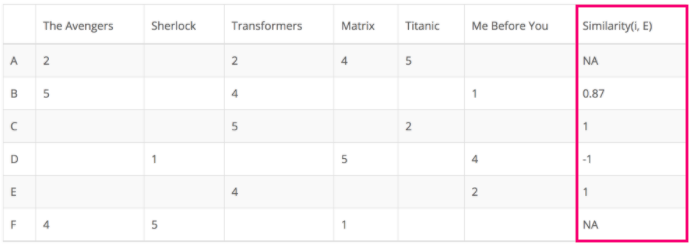 The Avengers Sherlock Transformers Matrix Titanic Me Before You Similarity(i, E)
A 2 2 4 5 NA
B 5 4 1 0.87
C 5 2 1
D 1 5 4 -1
E 4 2 1
F 4 5 1 NA